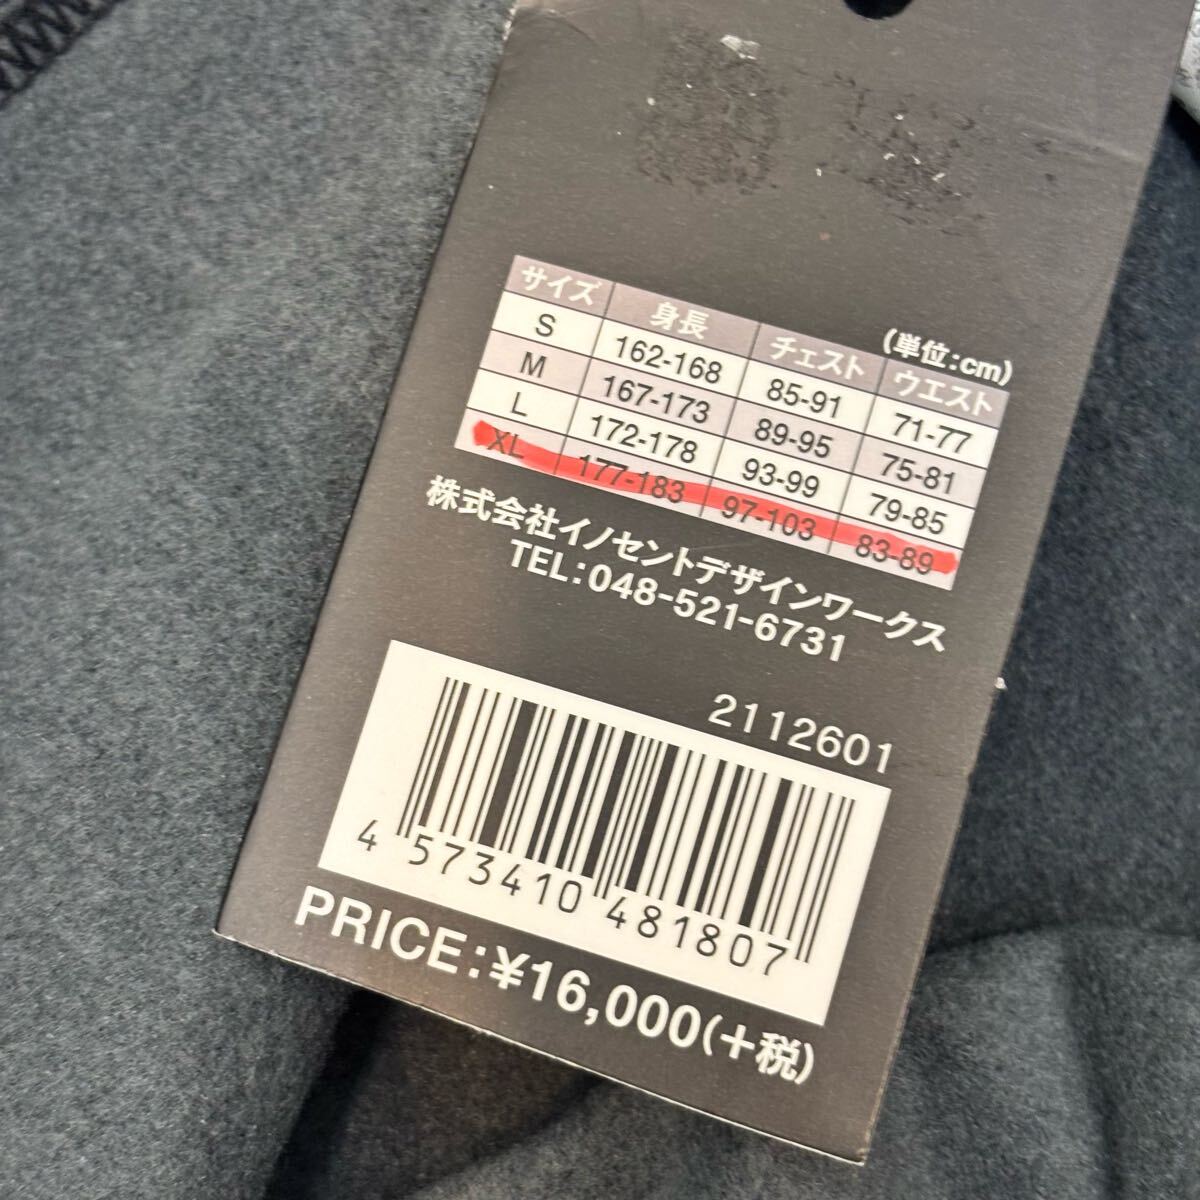 (単位:cm)
サイズ 身長 チェスト ウエスト
S 162-168 85-91 71-77
M 167-173 89-95 75-81
L 172-178 93-99 79-85
XL 177-183 97-103 83-89
株式会社イノセントデザインワークス
TEL:048-521-6731
2112601
4 573410 481807
PRICE:¥16,000(+税)